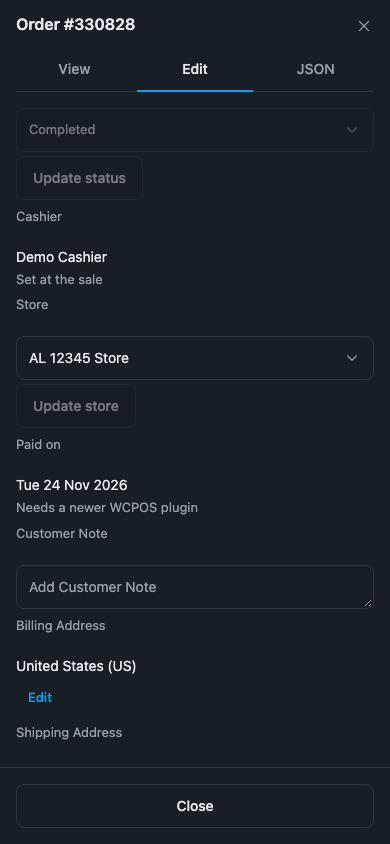 Order #330828
View
Edit
JSON
Completed
Update status
Cashier
Demo Cashier
Set at the sale
Store
AL 12345 Store
Update store
Paid on
Tue 24 Nov 2026
Needs a newer WCPOS plugin
Customer Note
Add Customer Note
Billing Address
United States (US)
Edit
Shipping Address
Close